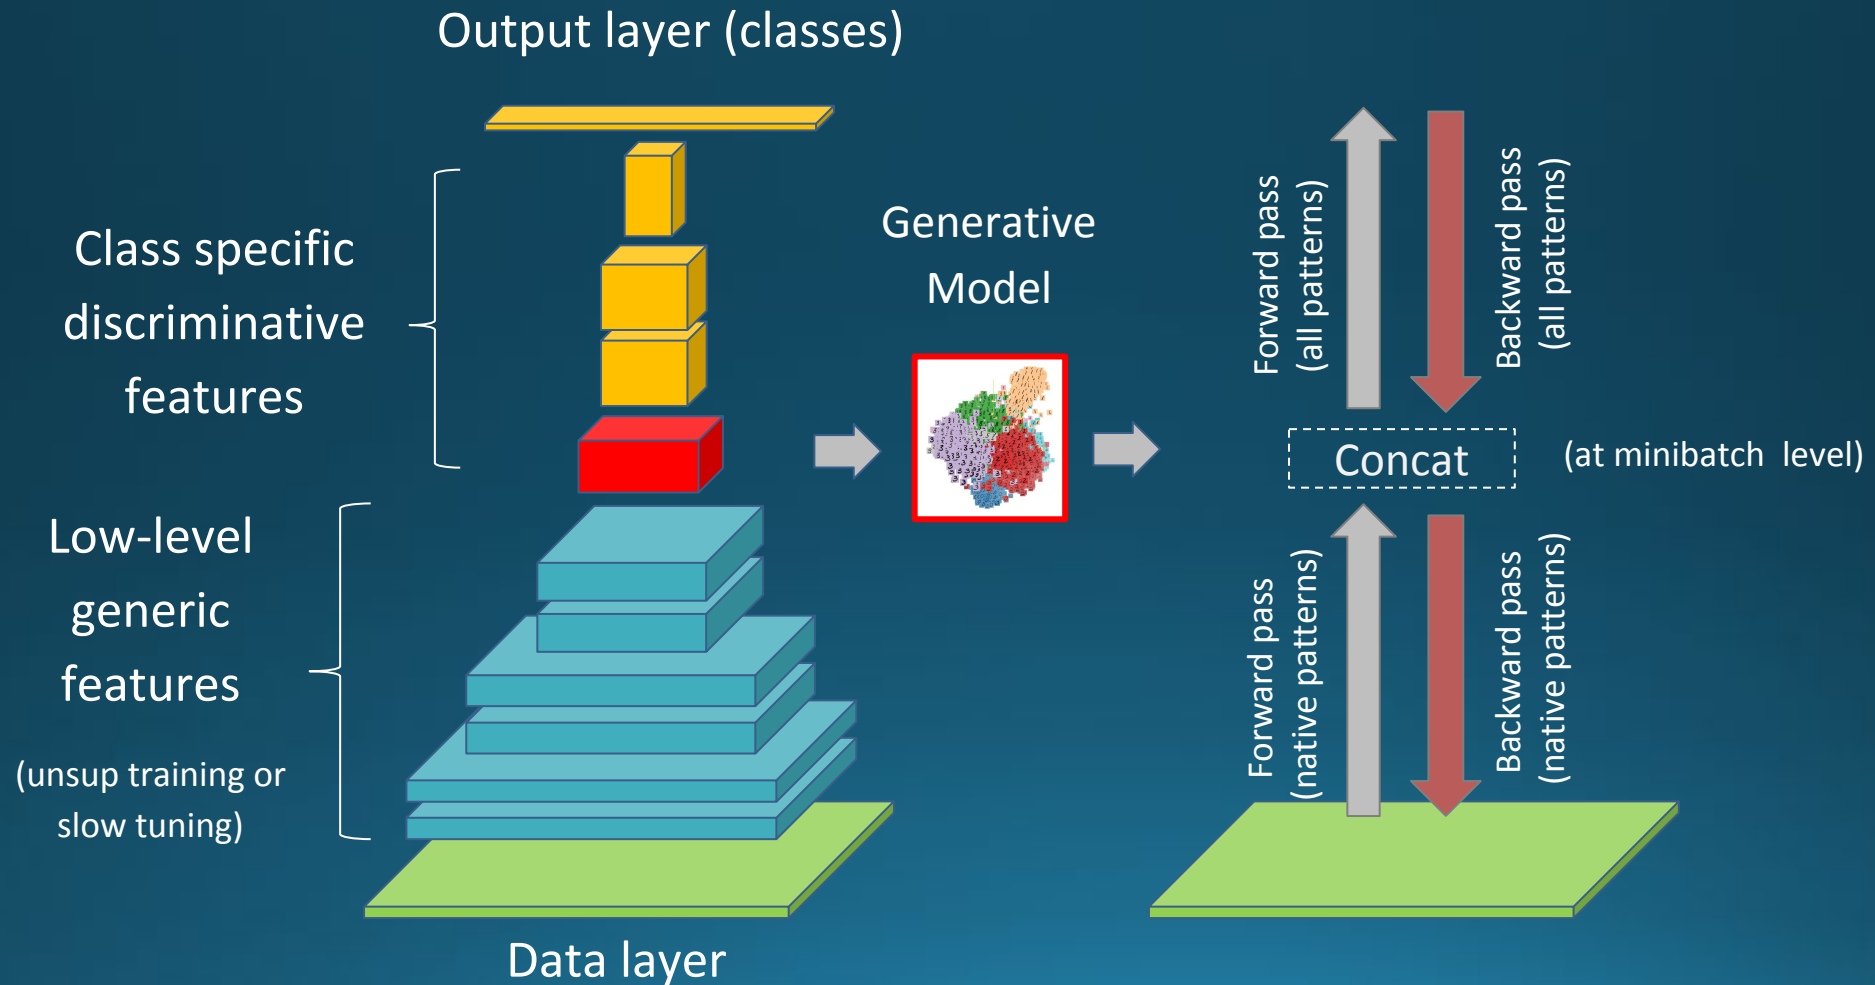 Output layer (classes)
Class specific
discriminative
features
Low-level
generic
features
(unsup training or
slow tuning)
Data layer
Generative
Model
Forward pass
(all patterns)
Backward pass
(all patterns)
Concat
(at minibatch level)
Forward pass
(native patterns)
Backward pass
(native patterns)